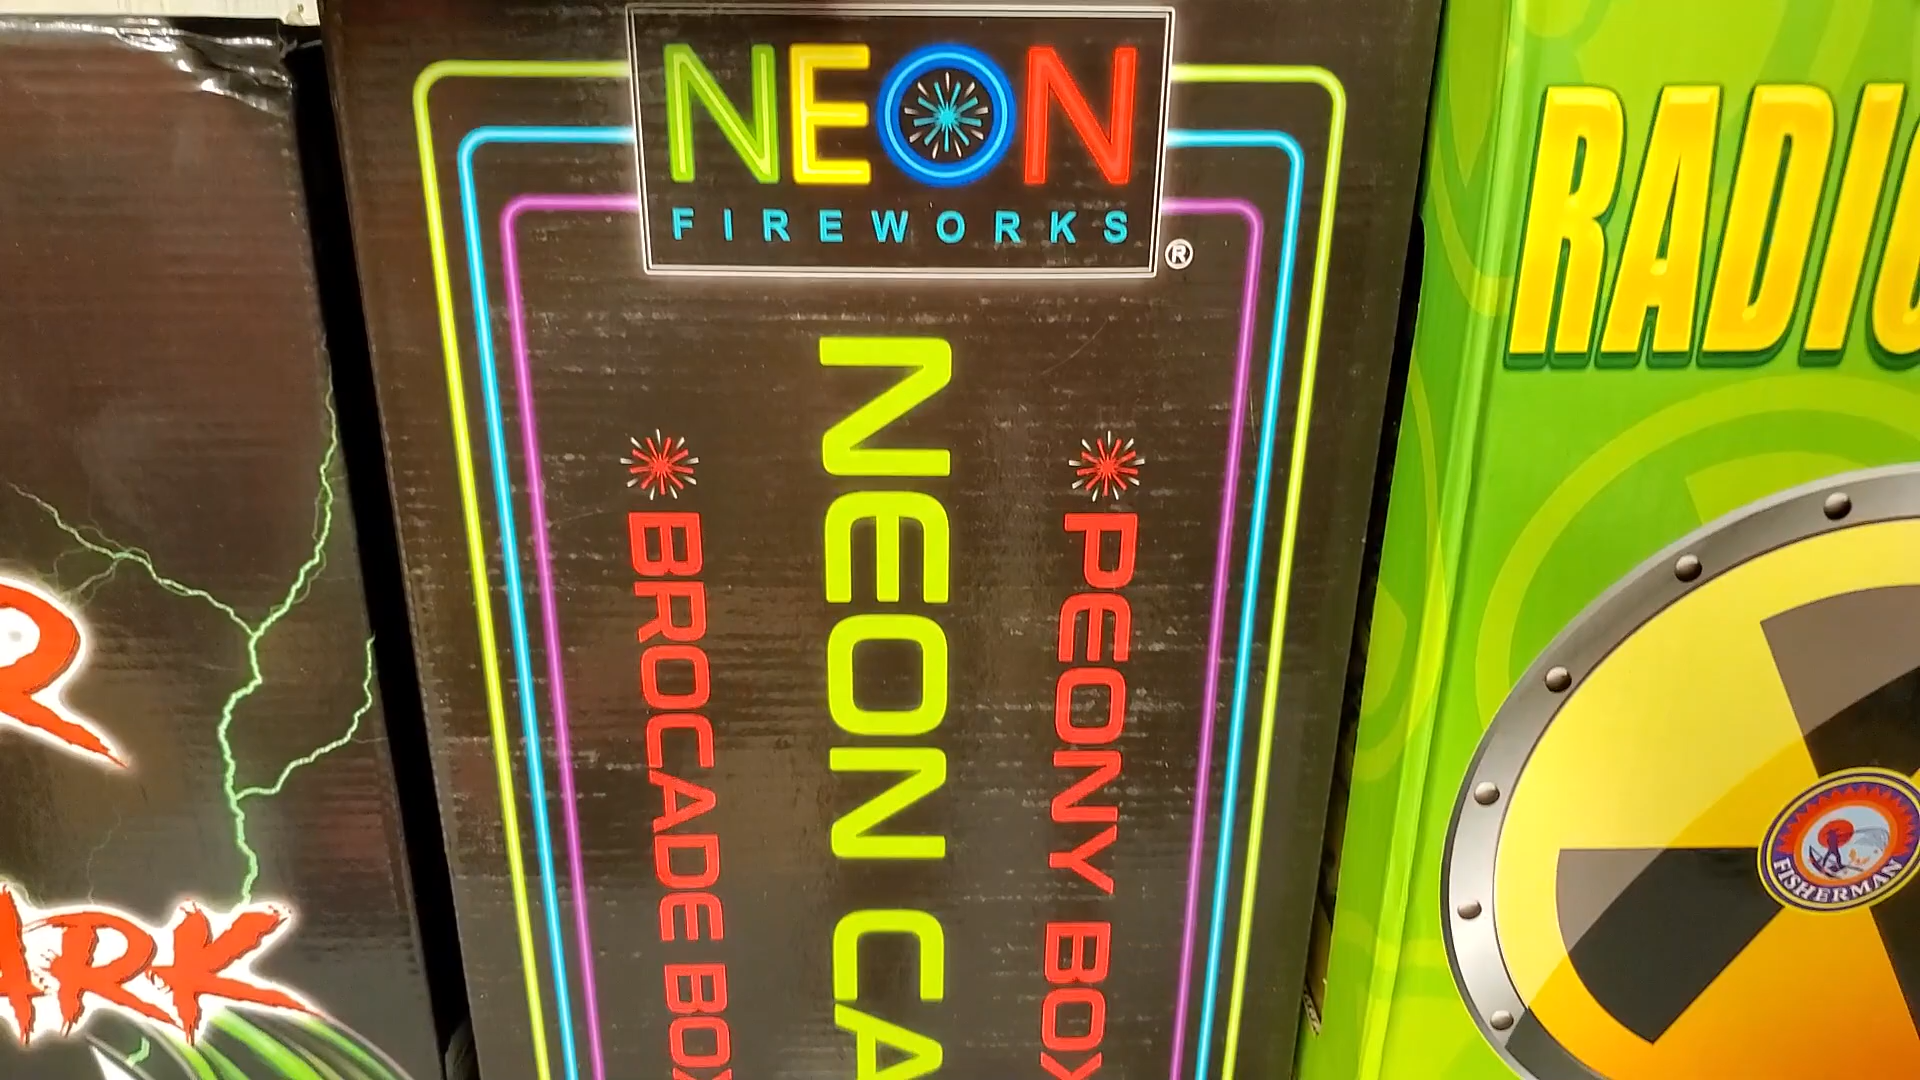 NEON
FIREWORKS
®
NEON CA
BROCADE BOX
PEONY BOX
RADIO
FISHERMAN
R
ARK